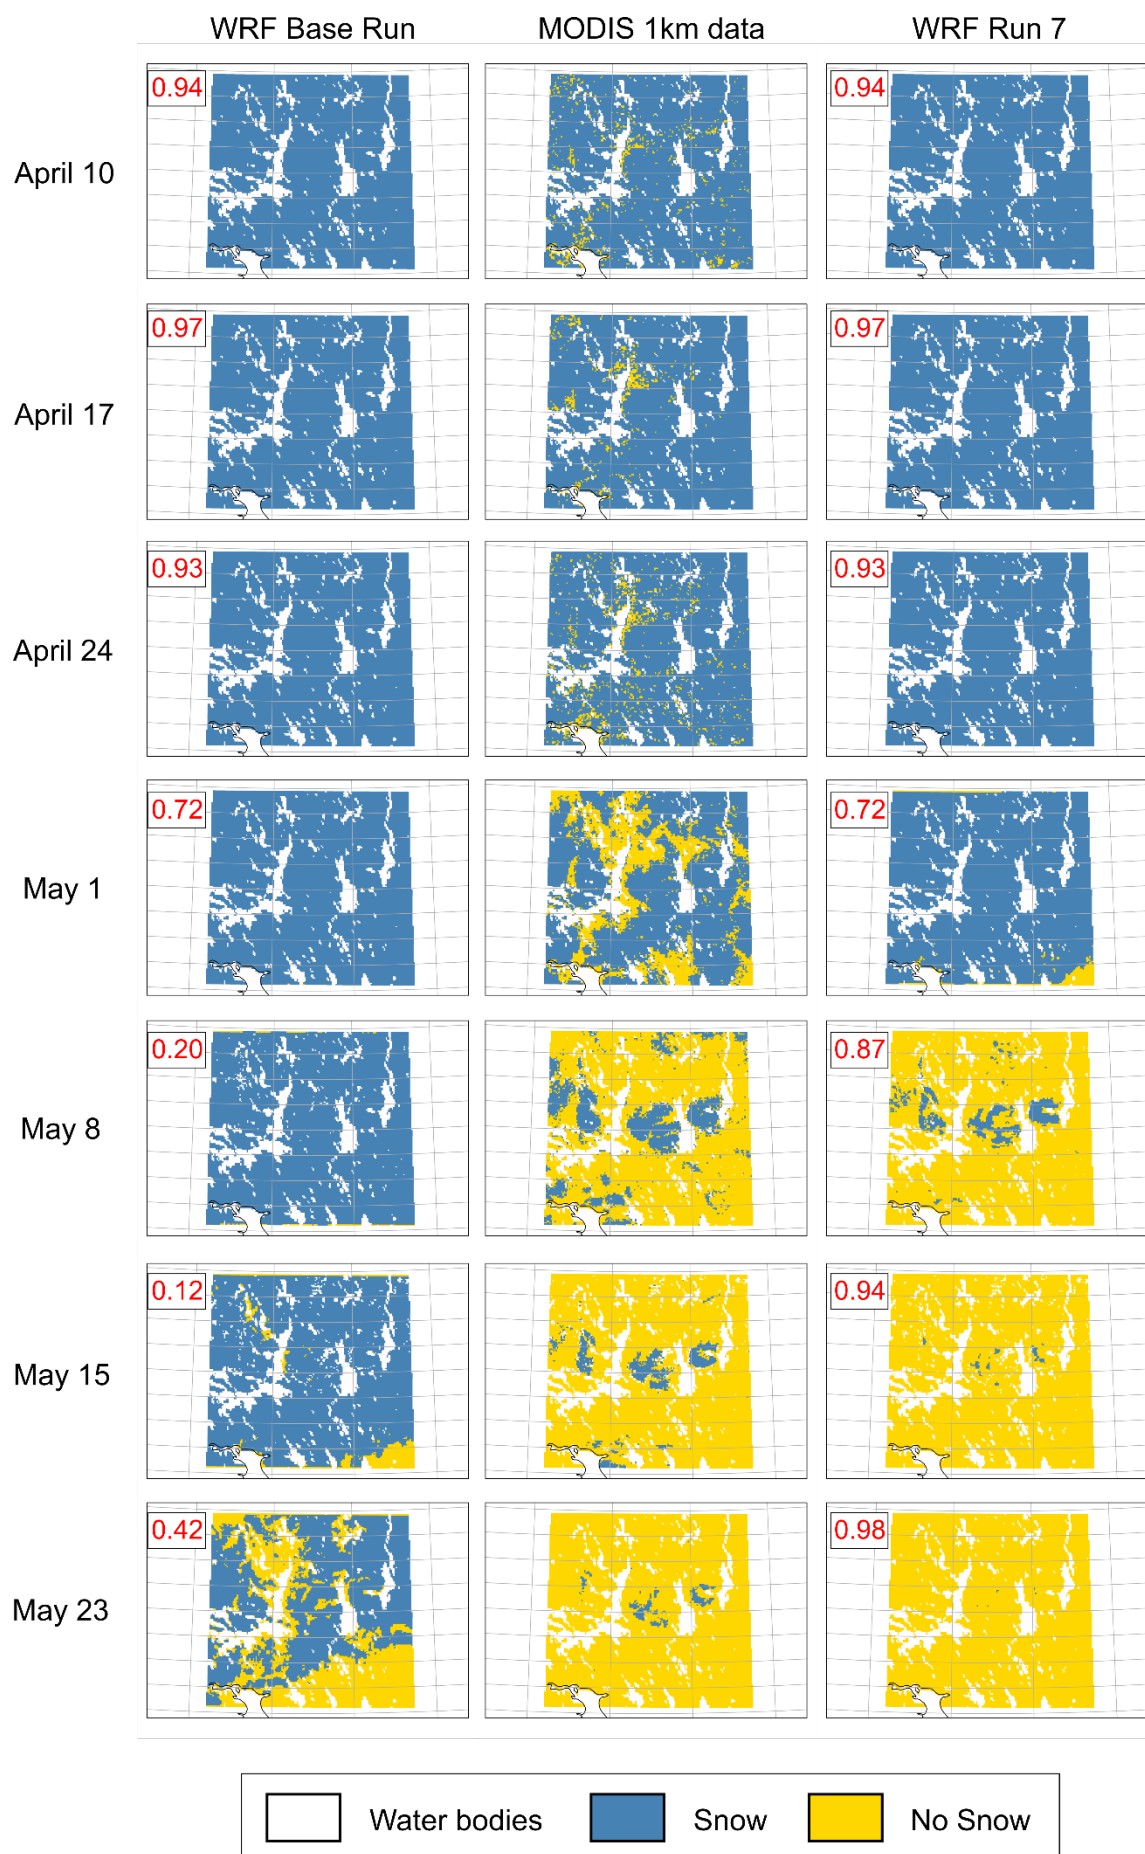 WRF Base Run MODIS 1km data WRF Run 7
April 10 0.94 0.94
April 17 0.97 0.97
April 24 0.93 0.93
May 1 0.72 0.72
May 8 0.20 0.87
May 15 0.12 0.94
May 23 0.42 0.98
Water bodies Snow No Snow